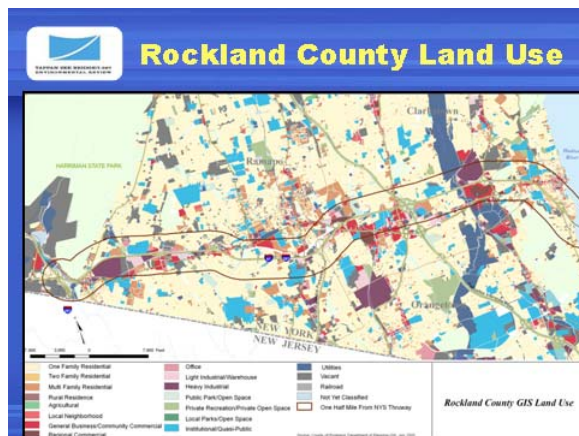 Rockland County Land Use
TAPPAN ZEE BRIDGE/I-287
ENVIRONMENTAL REVIEW
Clarkstown
HARRIMAN STATE PARK
Ramapo
Orangetown
NEW YORK
NEW JERSEY
One Family Residential
Two Family Residential
Multi Family Residential
Rural Residence
Agricultural
Local Neighborhood
General Business/Community Commercial
Regional Commercial
Office
Light Industrial/Warehouse
Heavy Industrial
Public Park/Open Space
Private Recreation/Private Open Space
Local Parks/Open Space
Institutional/Quasi-Public
Utilities
Vacant
Railroad
Not Yet Classified
One Half Mile From NYS Thruway
Rockland County GIS Land Use